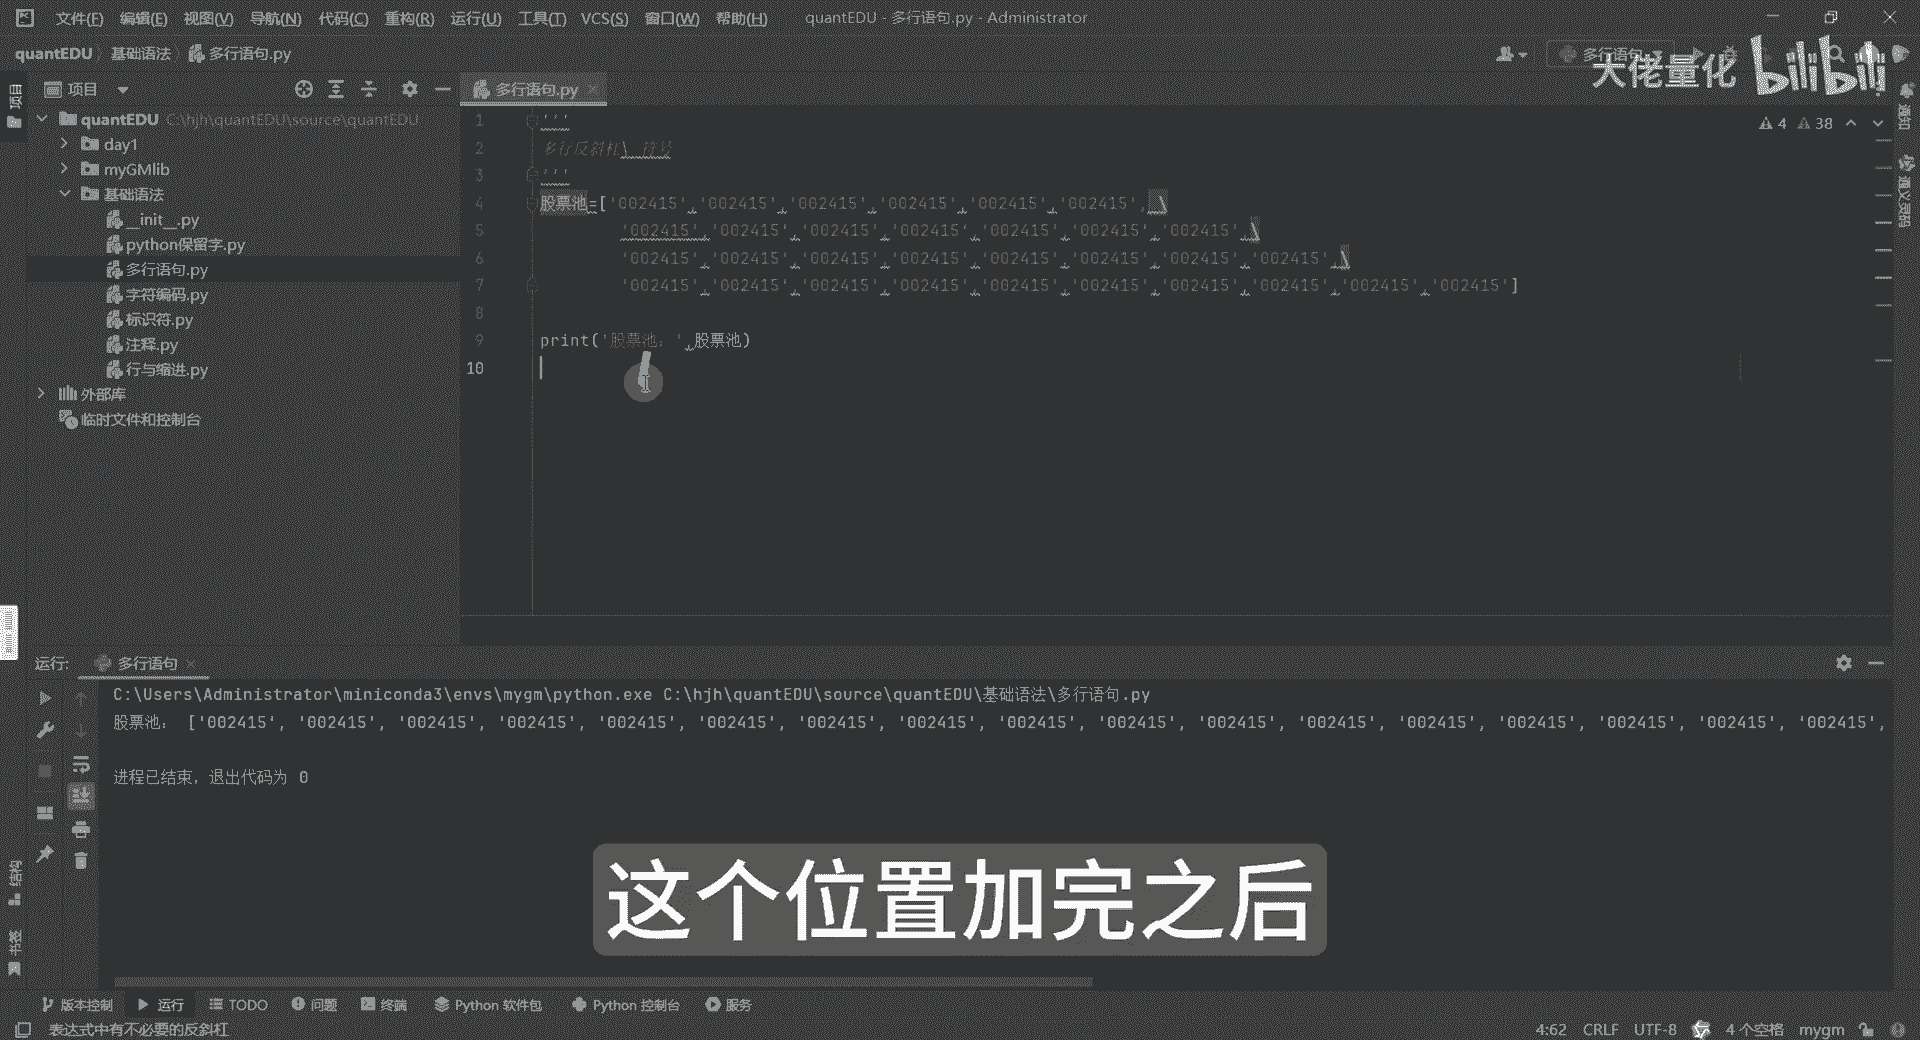 文件(F) 编辑(E) 视图(V) 导航(N) 代码(C) 重构(R) 运行(U) 工具(T) VCS(S) 窗口(W) 帮助(H) quantEDU - 多行语句.py - Administrator
quantEDU 基础语法 多行语句.py 多行语句
大佬量化 bilibili
项目
多行语句.py
quantEDU C:\hjh\quantEDU\source\quantEDU
day1
myGMlib
基础语法
__init__.py
python保留字.py
多行语句.py
字符编码.py
标识符.py
注释.py
行与缩进.py
外部库
临时文件和控制台
项目
4 38
通知
通义灵码
1 '''
2 多行反斜杠\ 符号
3 '''
4 股票池=['002415','002415','002415','002415','002415','002415', \
5 '002415','002415','002415','002415','002415','002415','002415',\
6 '002415','002415','002415','002415','002415','002415','002415','002415',\
7 '002415','002415','002415','002415','002415','002415','002415','002415','002415','002415']
8
9 print('股票池：',股票池)
10
运行: 多行语句
C:\Users\Administrator\miniconda3\envs\mygm\python.exe C:\hjh\quantEDU\source\quantEDU\基础语法\多行语句.py
股票池： ['002415', '002415', '002415', '002415', '002415', '002415', '002415', '002415', '002415', '002415', '002415', '002415', '002415', '002415', '002415', '002415', '002415',
进程已结束，退出代码为 0
结构
书签
这个位置加完之后
版本控制 运行 TODO 问题 终端 Python 软件包 Python 控制台 服务
表达式中有不必要的反斜杠 4:62 CRLF UTF-8 4 个空格 mygm